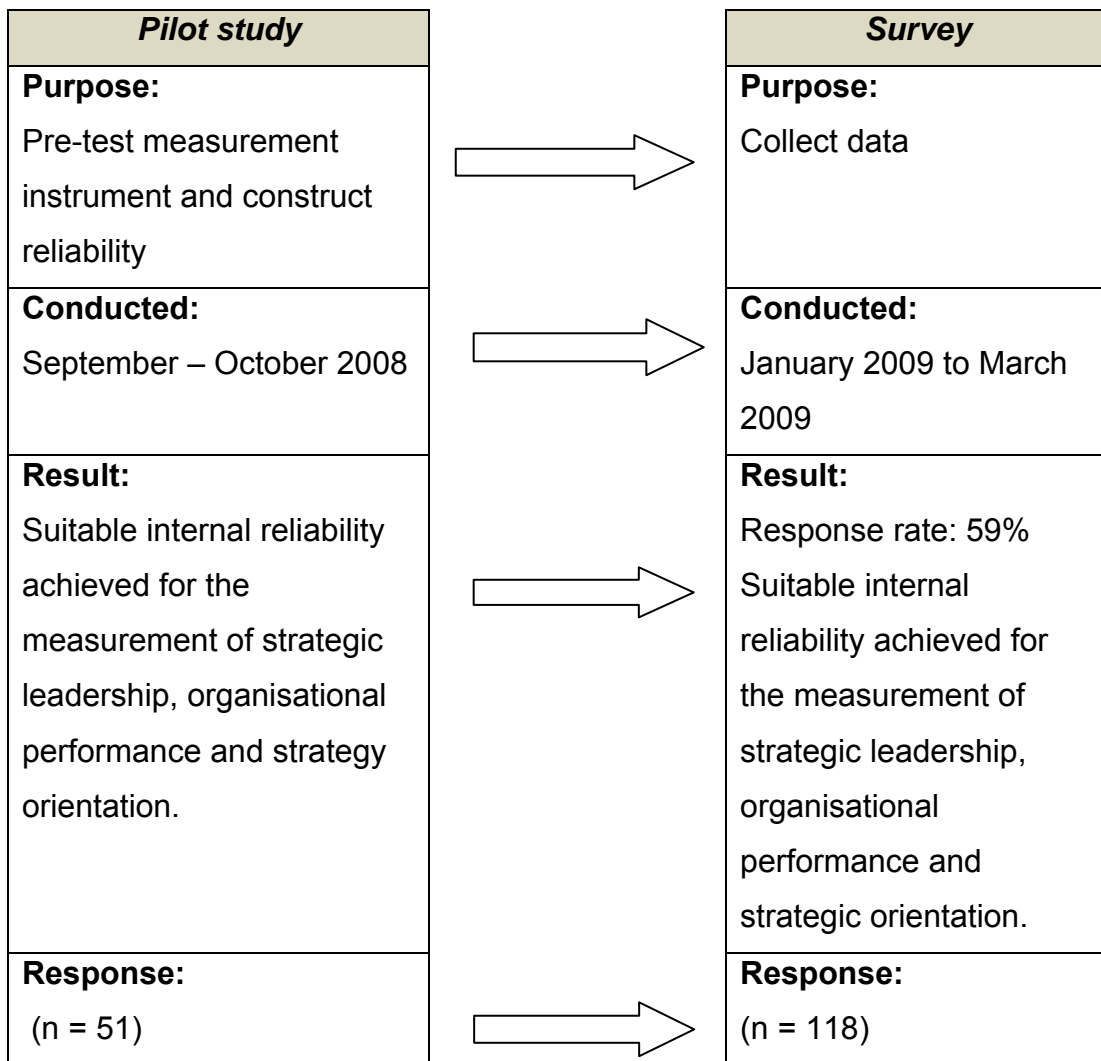 Pilot study
Purpose:
Pre-test measurement
instrument and construct
reliability
Conducted:
September – October 2008
Result:
Suitable internal reliability
achieved for the
measurement of strategic
leadership, organisational
performance and strategy
orientation.
Response:
(n = 51)
Survey
Purpose:
Collect data
Conducted:
January 2009 to March
2009
Result:
Response rate: 59%
Suitable internal
reliability achieved for
the measurement of
strategic leadership,
organisational
performance and
strategic orientation.
Response:
(n = 118)